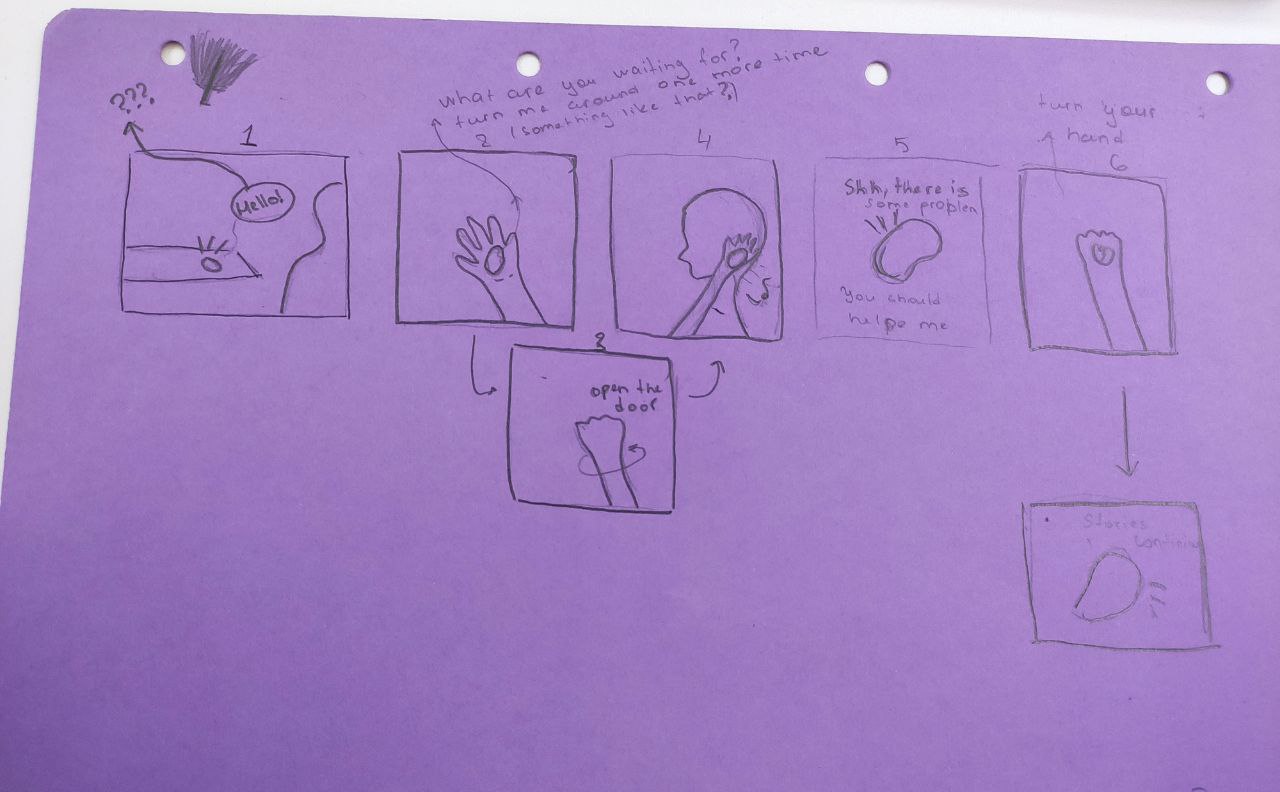 ???
what are you waiting for?
turn me around one more time
(something like that?)
turn your
hand
1
2
4
5
6
Hello!
Shh, there is
some problen
You should
helpe me
3
open the
door
Stories
continue